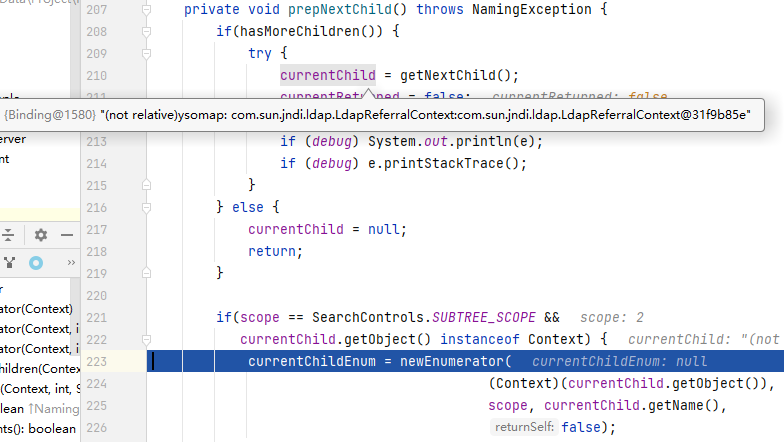 Data\Proj
207 private void prepNextChild() throws NamingException {
208 if(hasMoreChildren()) {
209 try {
210 currentChild = getNextChild();
211 currentReturned = false; currentReturned: false
{Binding@1580} "(not relative)ysomap: com.sun.jndi.ldap.LdapReferralContext:com.sun.jndi.ldap.LdapReferralContext@31f9b85e"
213 if (debug) System.out.println(e);
214 if (debug) e.printStackTrace();
215 }
216 } else {
217 currentChild = null;
218 return;
219 }
220
221 if(scope == SearchControls.SUBTREE_SCOPE && scope: 2
222 currentChild.getObject() instanceof Context) { currentChild: "(not
223 currentChildEnum = newEnumerator( currentChildEnum: null
224 (Context)(currentChild.getObject()),
225 scope, currentChild.getName(),
226 returnSelf: false);
erver
nt
»
r
ator(Context)
ator(Context, i
ator(Context, i
hildren(Conte
(Context, int, S
olean ↑Naming
nts(): boolean